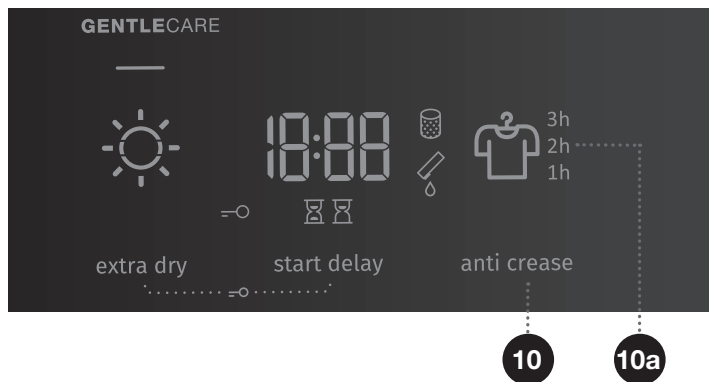 GENTLECARE
18:88
3h
2h
1h
extra dry
start delay
anti crease
10
10a